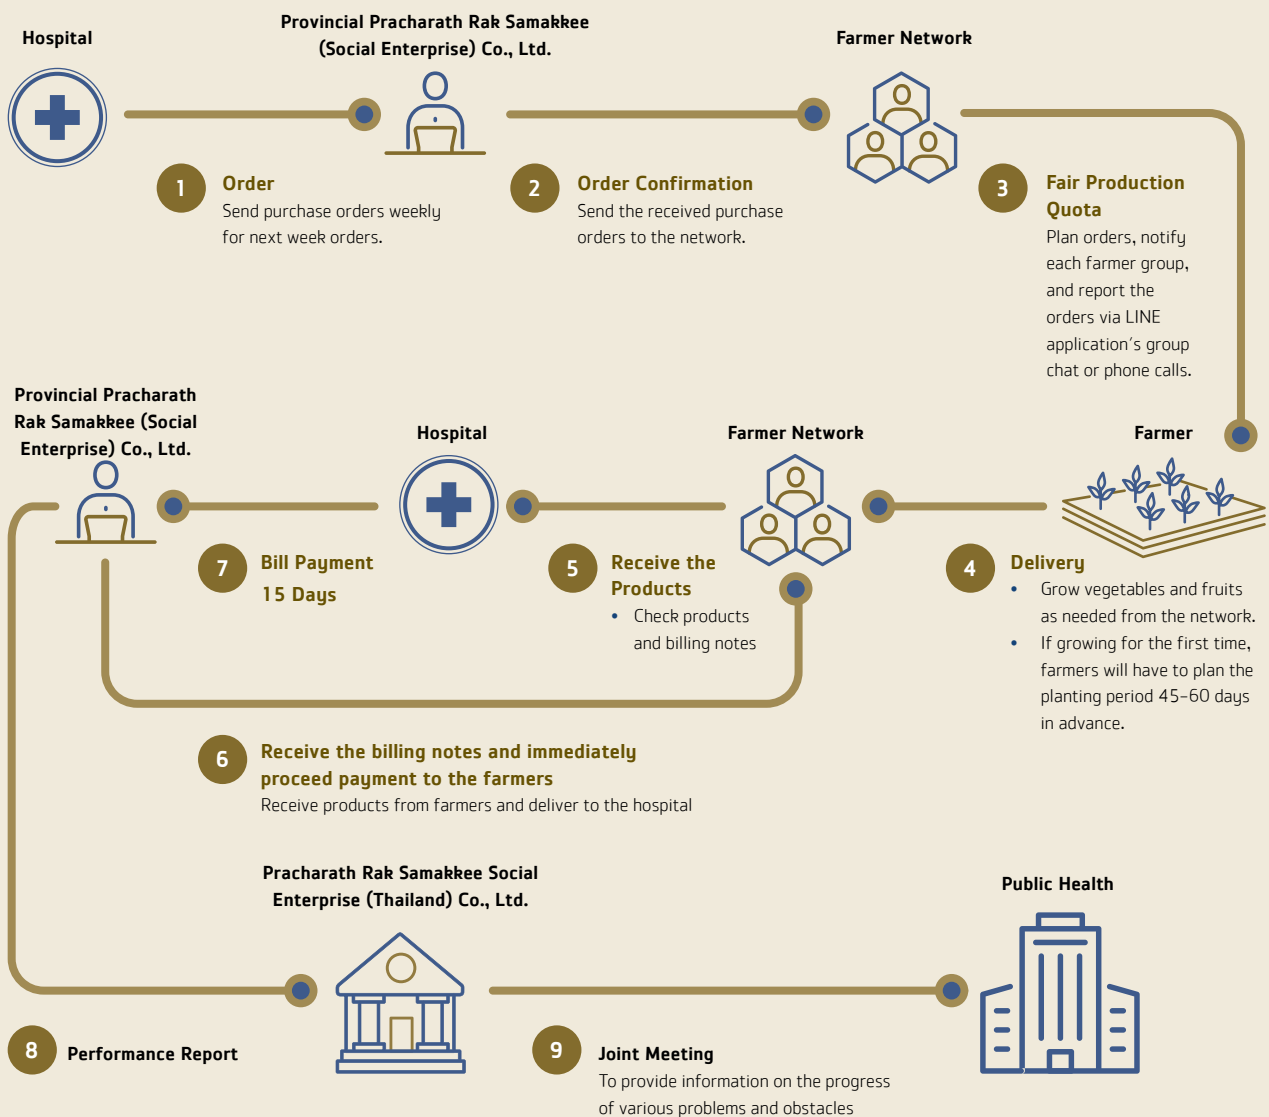 Hospital
Provincial Pracharath Rak Samakkee
(Social Enterprise) Co., Ltd.
Farmer Network
1
Order
Send purchase orders weekly
for next week orders.
2
Order Confirmation
Send the received purchase
orders to the network.
3
Fair Production
Quota
Plan orders, notify
each farmer group,
and report the
orders via LINE
application's group
chat or phone calls.
Provincial Pracharath
Rak Samakkee (Social
Enterprise) Co., Ltd.
Hospital
Farmer Network
Farmer
7
Bill Payment
15 Days
5
Receive the
Products
• Check products
and billing notes
4
Delivery
• Grow vegetables and fruits
as needed from the network.
• If growing for the first time,
farmers will have to plan the
planting period 45-60 days
in advance.
6
Receive the billing notes and immediately
proceed payment to the farmers
Receive products from farmers and deliver to the hospital
Pracharath Rak Samakkee Social
Enterprise (Thailand) Co., Ltd.
Public Health
8
Performance Report
9
Joint Meeting
To provide information on the progress
of various problems and obstacles